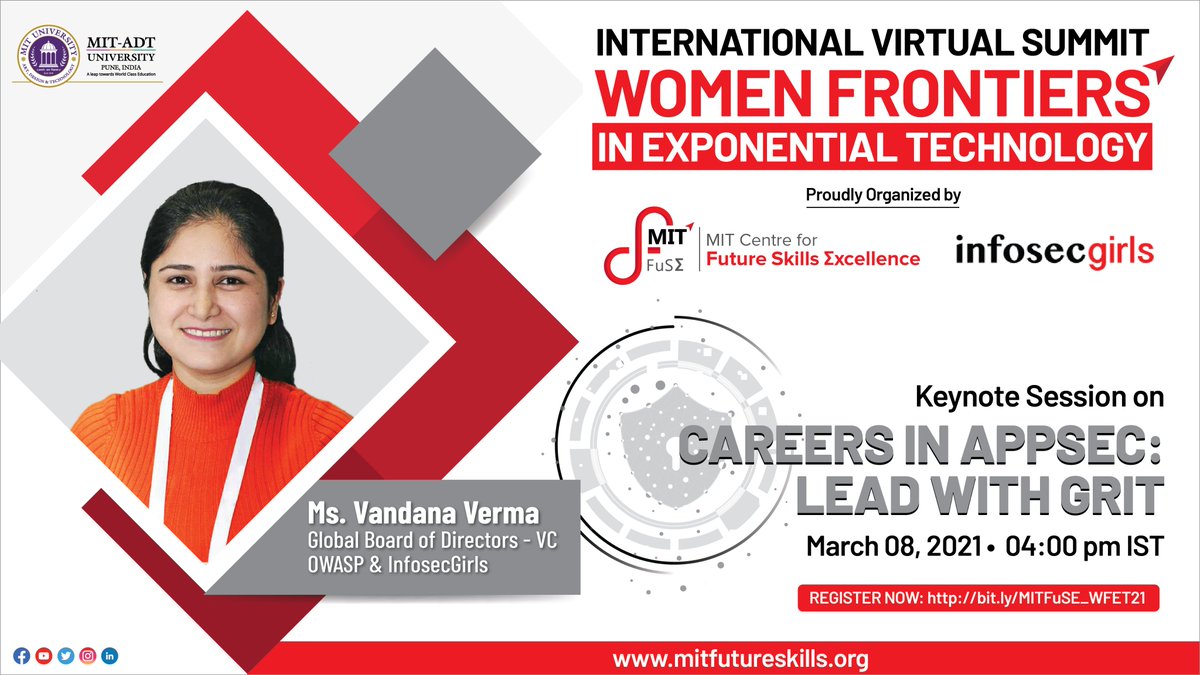 MIT UNIVERSITY
MIT-ADT
UNIVERSITY
PUNE, INDIA
A leap towards World Class Education
INTERNATIONAL VIRTUAL SUMMIT
WOMEN FRONTIERS
IN EXPONENTIAL TECHNOLOGY
Proudly Organized by
MIT
FuSΣ
MIT Centre for
Future Skills Σxcellence
infosecgirls
Keynote Session on
CAREERS IN APPSEC:
LEAD WITH GRIT
March 08, 2021 • 04:00 pm IST
REGISTER NOW: http://bit.ly/MITFuSE_WFET21
Ms. Vandana Verma
Global Board of Directors - VC
OWASP & InfosecGirls
www.mitfutureskills.org